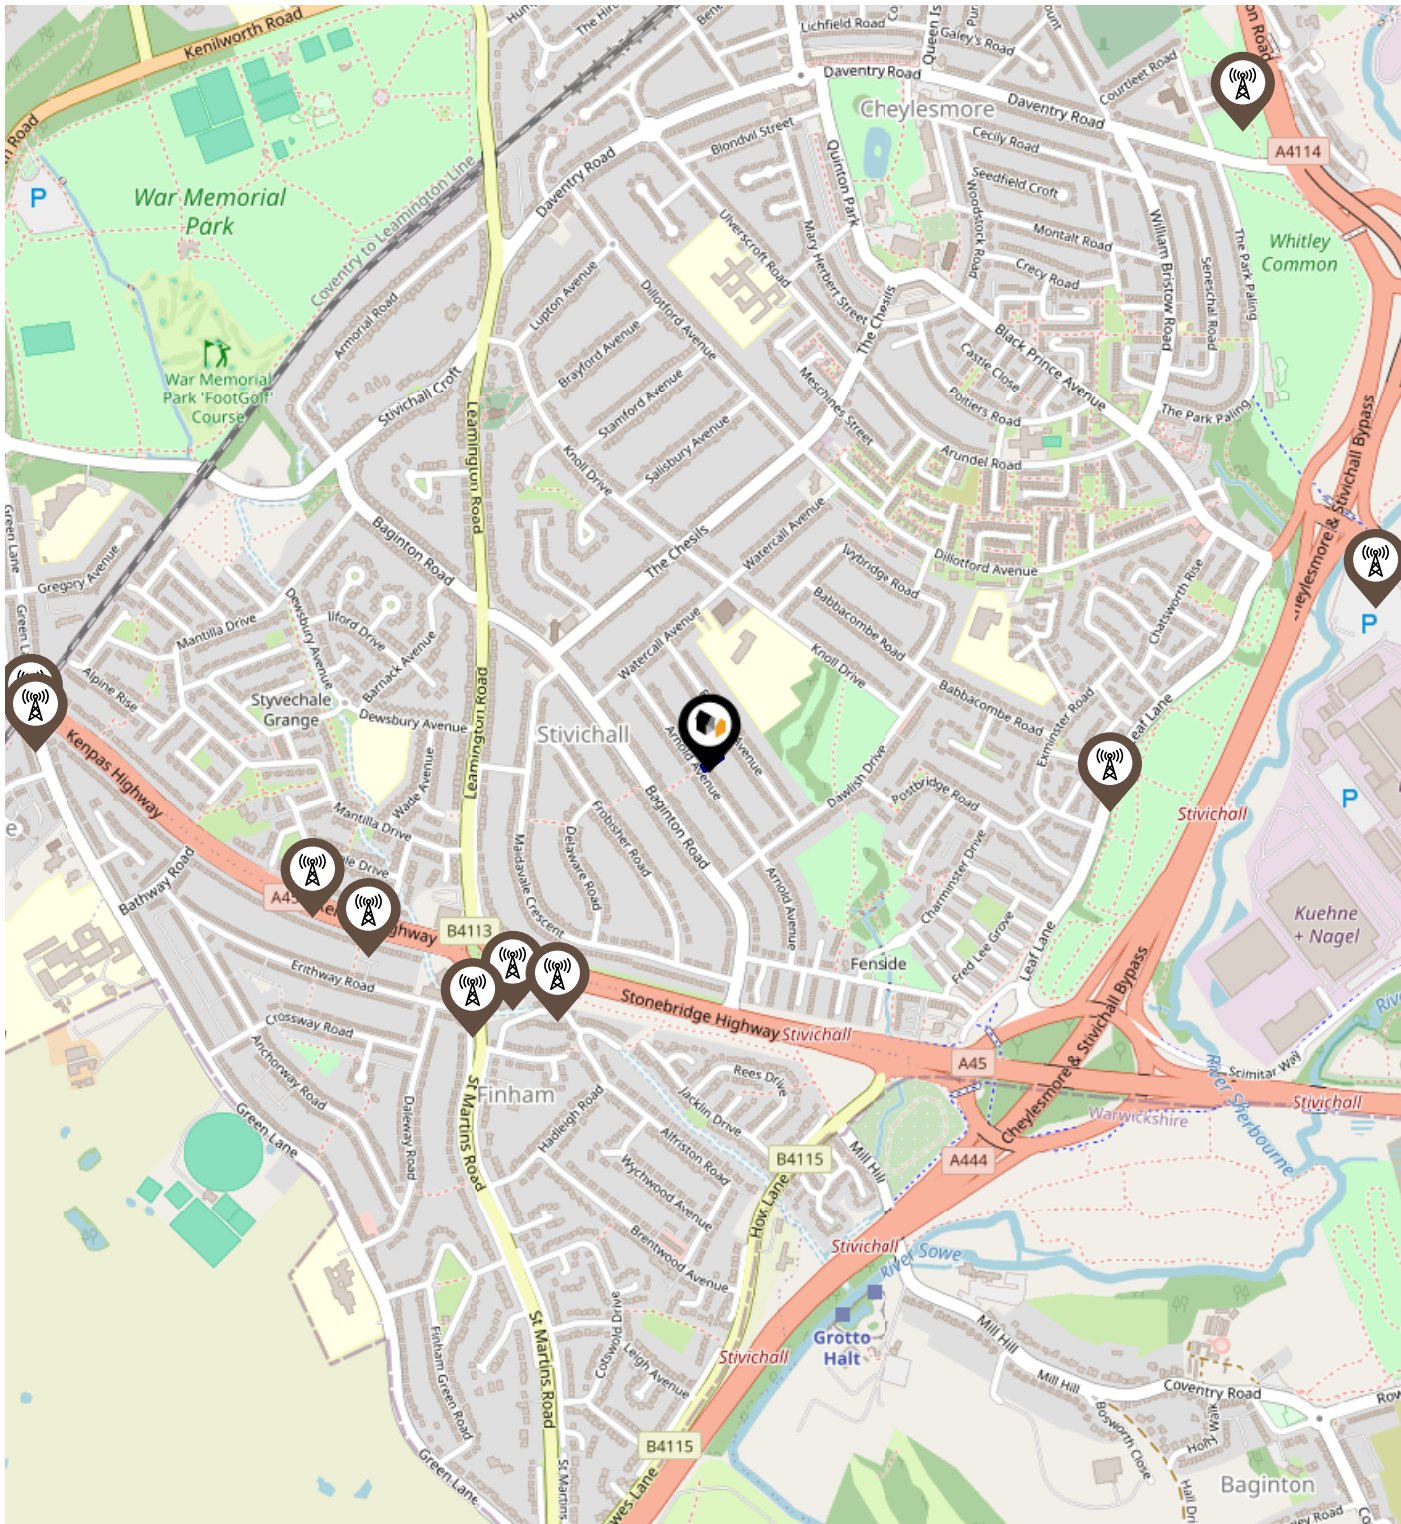 Kenilworth Road
Lichfield Road
Galey's Road
Daventry Road
Cheylesmore
Daventry Road
Courtleet Road
A4114
Blondvil Street
Cecily Road
Seedfield Croft
Quinton Park
Woodstock Road
Daventry Road
P
War Memorial
Park
Coventry to Leamington Line
Ulverscroft Road
Mary Herbert Street
Montalt Road
William Bristow Road
Seneschal Road
The Park Paling
Whitley
Common
Crecy Road
Lupton Avenue
Dillotford Avenue
The Chesils
Armorial Road
Brayford Avenue
Black Prince Avenue
Castle Close
War Memorial
Park 'FootGolf'
Course
Stivichall Croft
Leamington Road
Stamford Avenue
Salisbury Avenue
Knoll Drive
Meschines Street
Poitiers Road
The Park Paling
Arundel Road
Cheylesmore & Stivichall Bypass
Green Lane
Baginton Road
The Chesils
Watercall Avenue
Ivybridge Road
Dillotford Avenue
Gregory Avenue
Mantilla Drive
Dewsbury Avenue
Ilford Drive
Barnack Avenue
Babbacombe Road
Chatsworth Rise
P
Watercall Avenue
Knoll Drive
Alpine Rise
Styvechale
Grange
Dewsbury Avenue
Leamington Road
Stivichall
Babbacombe Road
Exminster Road
Leaf Lane
Kenpas Highway
Wade Avenue
Arnold Avenue
Dawlish Drive
Postbridge Road
P
Stivichall
Mantilla Drive
Baginton Road
Frobisher Road
Delaware Road
Maidavale Crescent
Charminster Drive
Bathway Road
Arnold Avenue
Fred Lee Grove
Leaf Lane
Kuehne
+ Nagel
B4113
Fenside
Erithway Road
Stonebridge Highway
Stivichall
Cheylesmore & Stivichall Bypass
Crossway Road
Anchorway Road
A45
Scimitar Way
Stivichall
Warwickshire
River Sherbourne
Rees Drive
Finham
Jacklin Drive
Hadleigh Road
Daleway Road
Green Lane
St Martins Road
Alfriston Road
B4115
Mill Hill
A444
Wychwood Avenue
Brentwood Avenue
Stivichall
River Sowe
Grotto
Halt
Mill Hill
Finham Green Road
St Martins Road
Cotswold Drive
Leigh Avenue
Stivichall
Mill Hill
Coventry Road
Bosworth Close
Holly Walk
B4115
Green Lane
Baginton